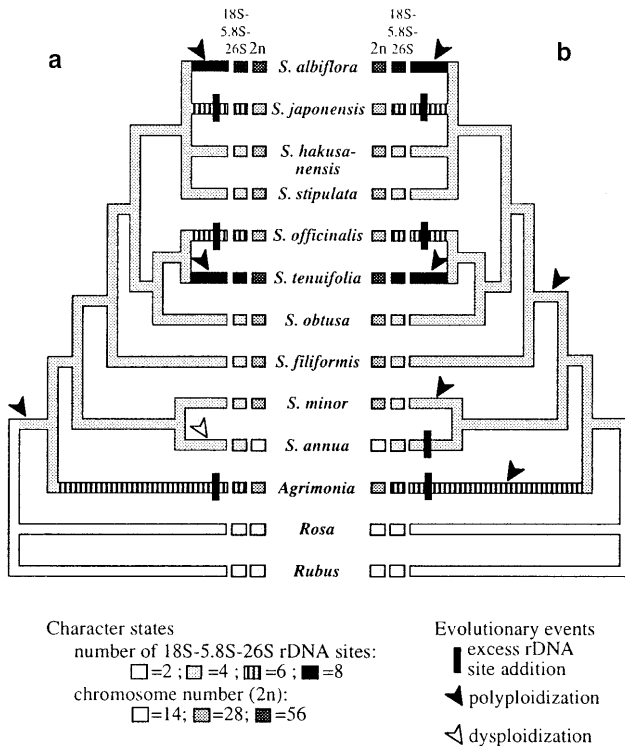 a
b
18S-
5.8S-
26S 2n
18S-
5.8S-
2n 26S
S. albiflora
S. japonensis
S. hakusa-
nensis
S. stipulata
S. officinalis
S. tenuifolia
S. obtusa
S. filiformis
S. minor
S. annua
Agrimonia
Rosa
Rubus
Character states
number of 18S-5.8S-26S rDNA sites:
=2 ; =4 ; =6 ; =8
chromosome number (2n):
=14; =28; =56
Evolutionary events
excess rDNA
site addition
polyploidization
dysploidization